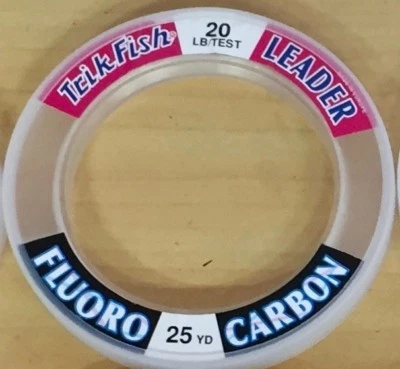 TrikFish
20
LB/TEST
LEADER
FLUORO
25 YD
CARBON